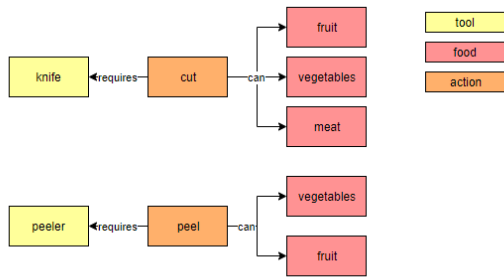 fruit
tool
knife
requires
cut
can
vegetables
food
meat
action
vegetables
peeler
requires
peel
can
fruit